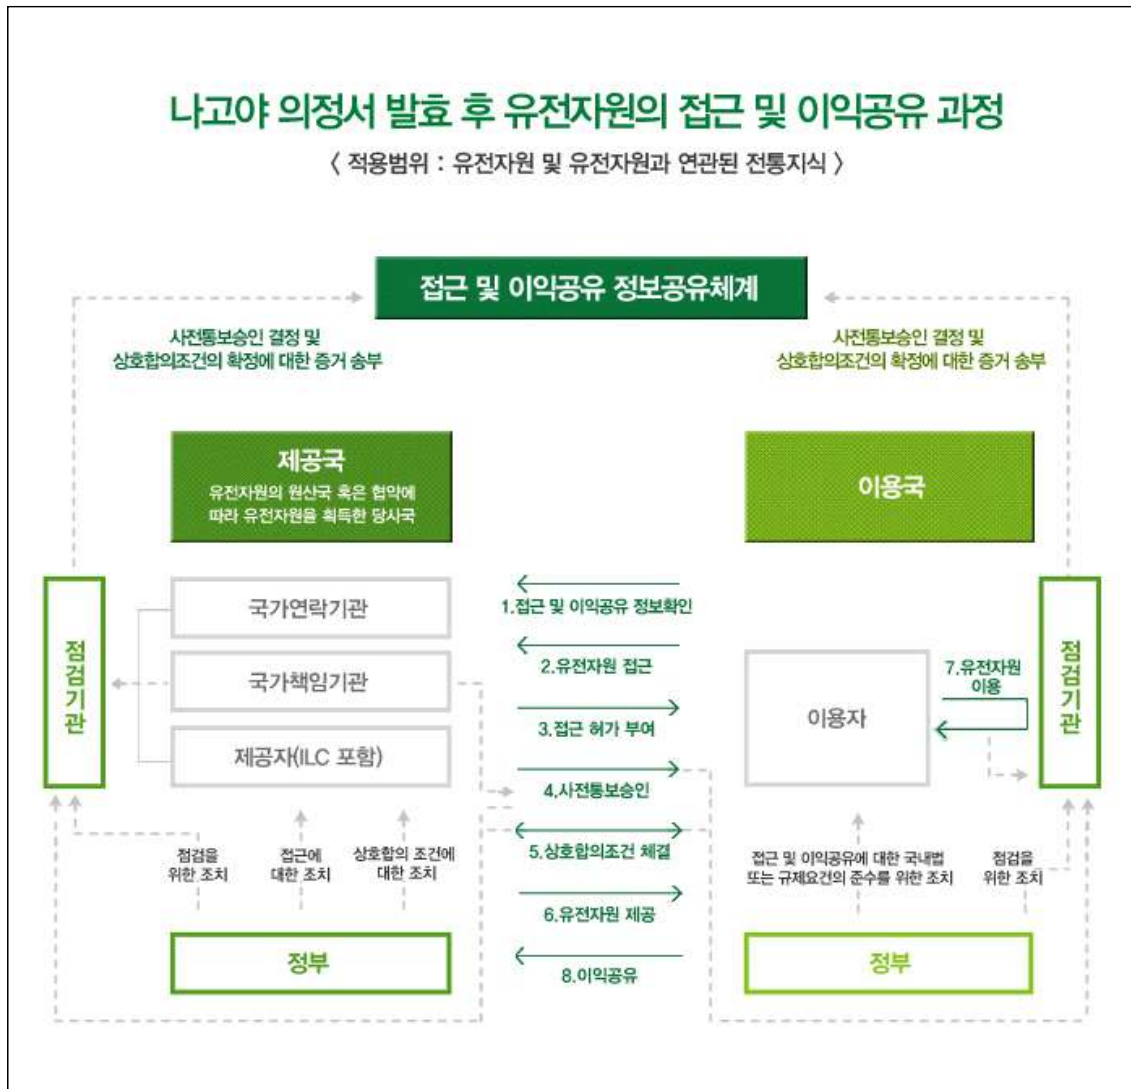 나고야 의정서 발효 후 유전자원의 접근 및 이익공유 과정
〈 적용범위 : 유전자원 및 유전자원과 연관된 전통지식 〉
접근 및 이익공유 정보공유체계
사전통보승인 결정 및
상호합의조건의 확정에 대한 증거 송부
사전통보승인 결정 및
상호합의조건의 확정에 대한 증거 송부
제공국
유전자원의 원산국 혹은 협약에
따라 유전자원을 획득한 당사국
이용국
점검기관
국가연락기관
국가책임기관
제공자(ILC 포함)
1.접근 및 이익공유 정보확인
2.유전자원 접근
3.접근 허가 부여
4.사전통보승인
5.상호합의조건 체결
6.유전자원 제공
8.이익공유
이용자
7.유전자원
이용
점검기관
점검을
위한 조치
접근에
대한 조치
상호합의 조건에
대한 조치
접근 및 이익공유에 대한 국내법
또는 규제요건의 준수를 위한 조치
점검을
위한 조치
정부
정부